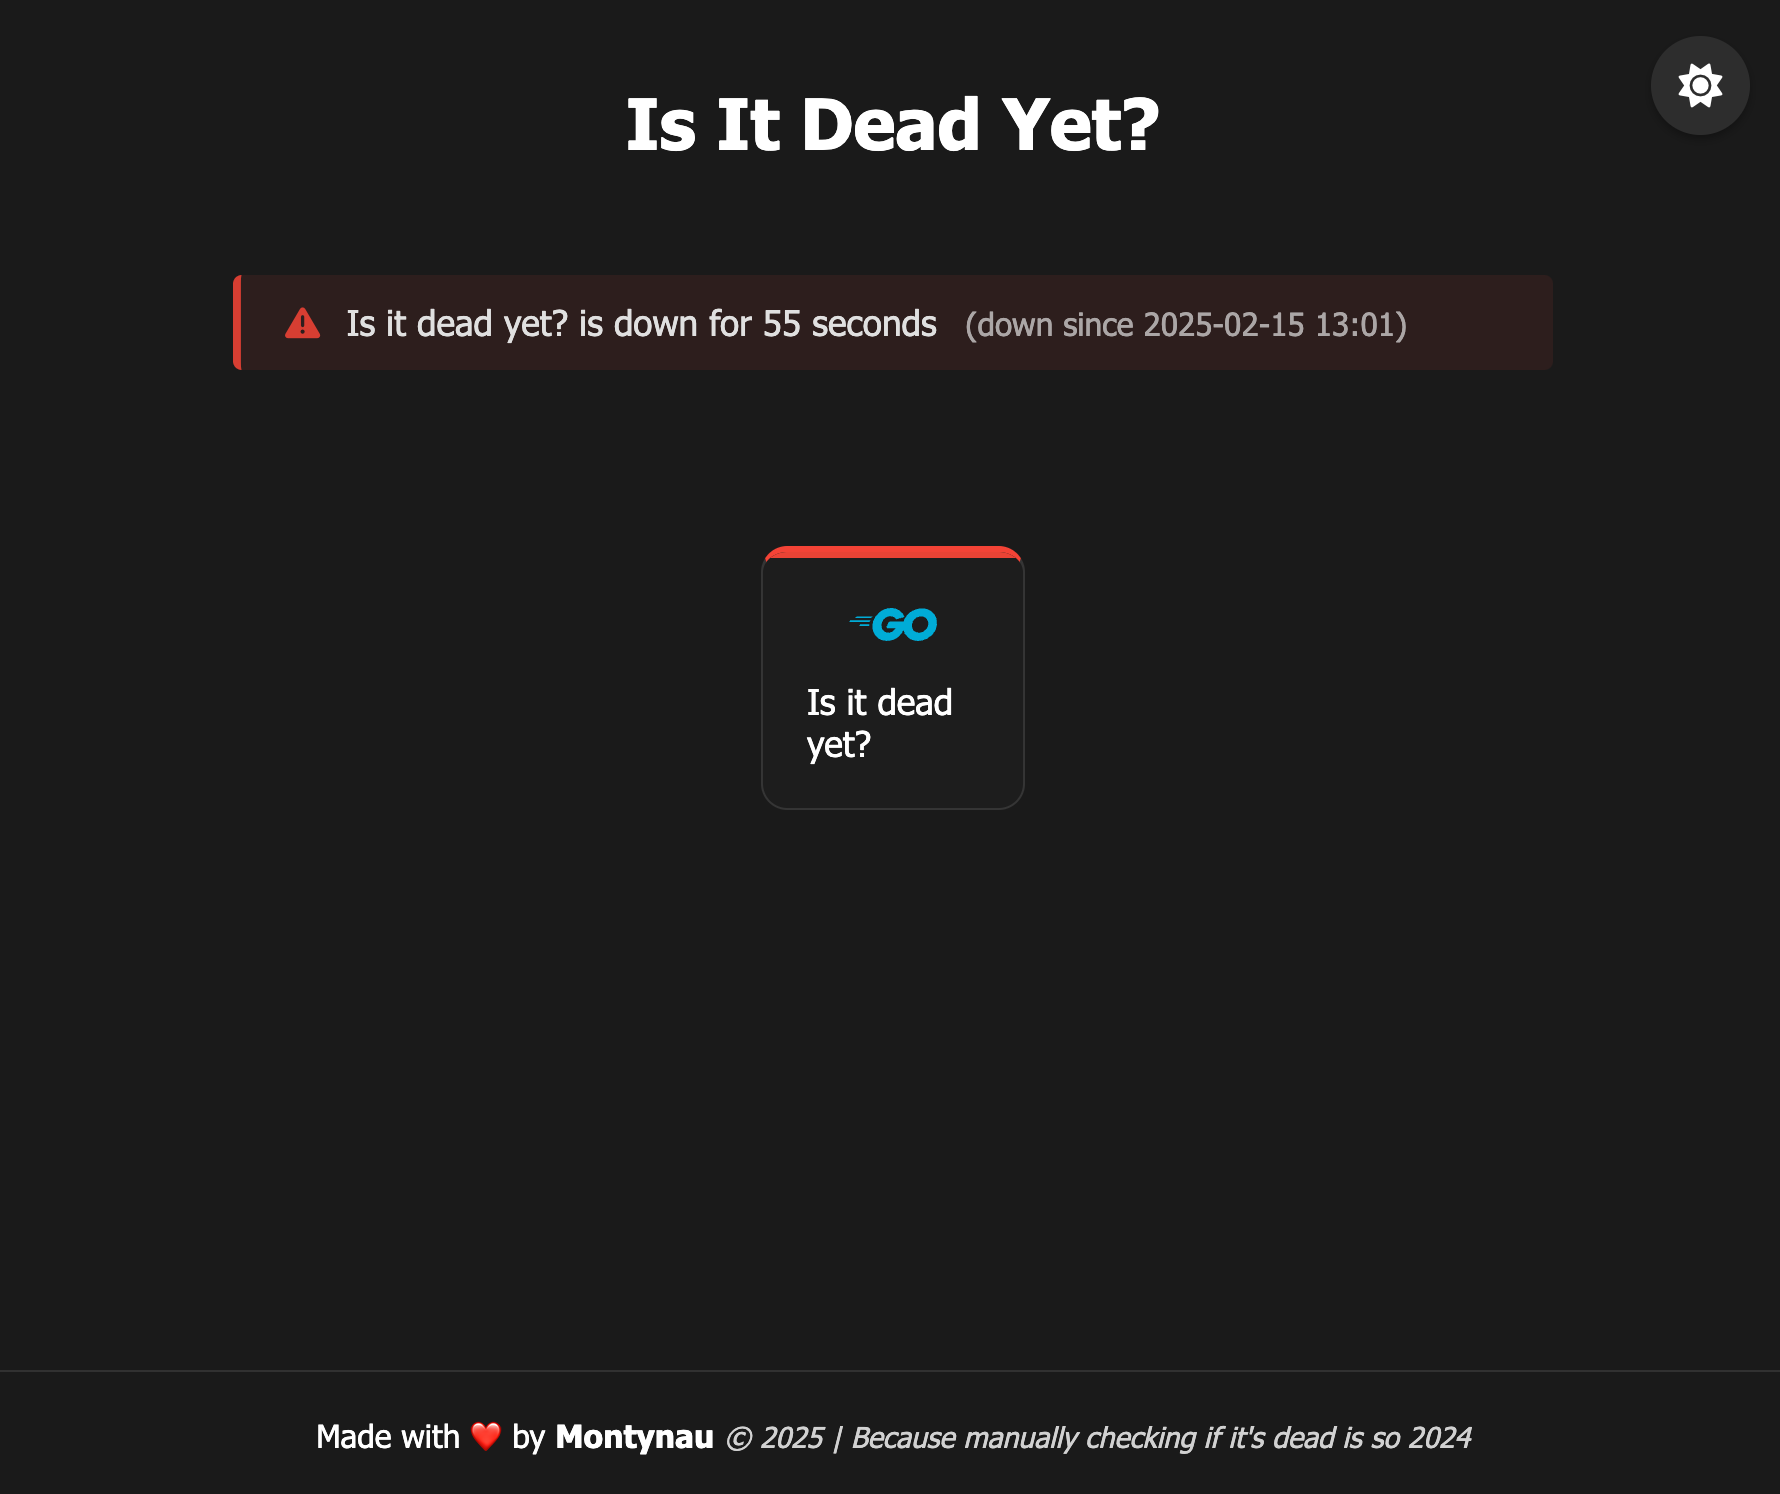 Is It Dead Yet?
Is it dead yet? is down for 55 seconds (down since 2025-02-15 13:01)
GO
Is it dead
yet?
Made with ❤️ by Montynau © 2025 | Because manually checking if it's dead is so 2024